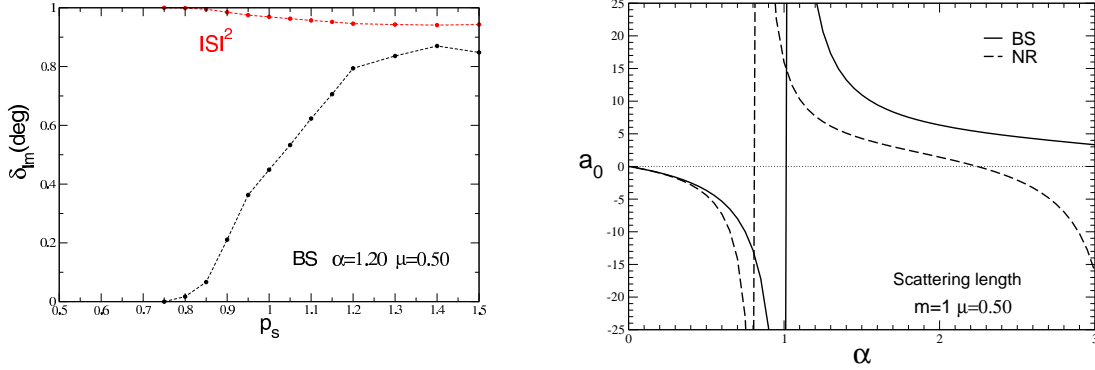 1
0.8
0.6
0.4
0.2
0
δ_lm(deg)
|S|²
BS α=1.20 μ=0.50
0.5 0.6 0.7 0.8 0.9 1 1.1 1.2 1.3 1.4 1.5
p_s
25
20
15
10
5
0
-5
-10
-15
-20
-25
a_0
BS
NR
Scattering length
m=1 μ=0.50
0 1 2 3
α